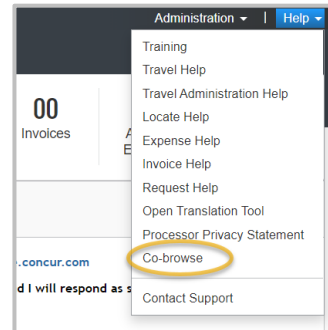 Administration | Help
Training
Travel Help
Travel Administration Help
Locate Help
Expense Help
Invoice Help
Request Help
Open Translation Tool
Processor Privacy Statement
Co-browse
Contact Support
00
Invoices
A
E
.concur.com
d I will respond as s